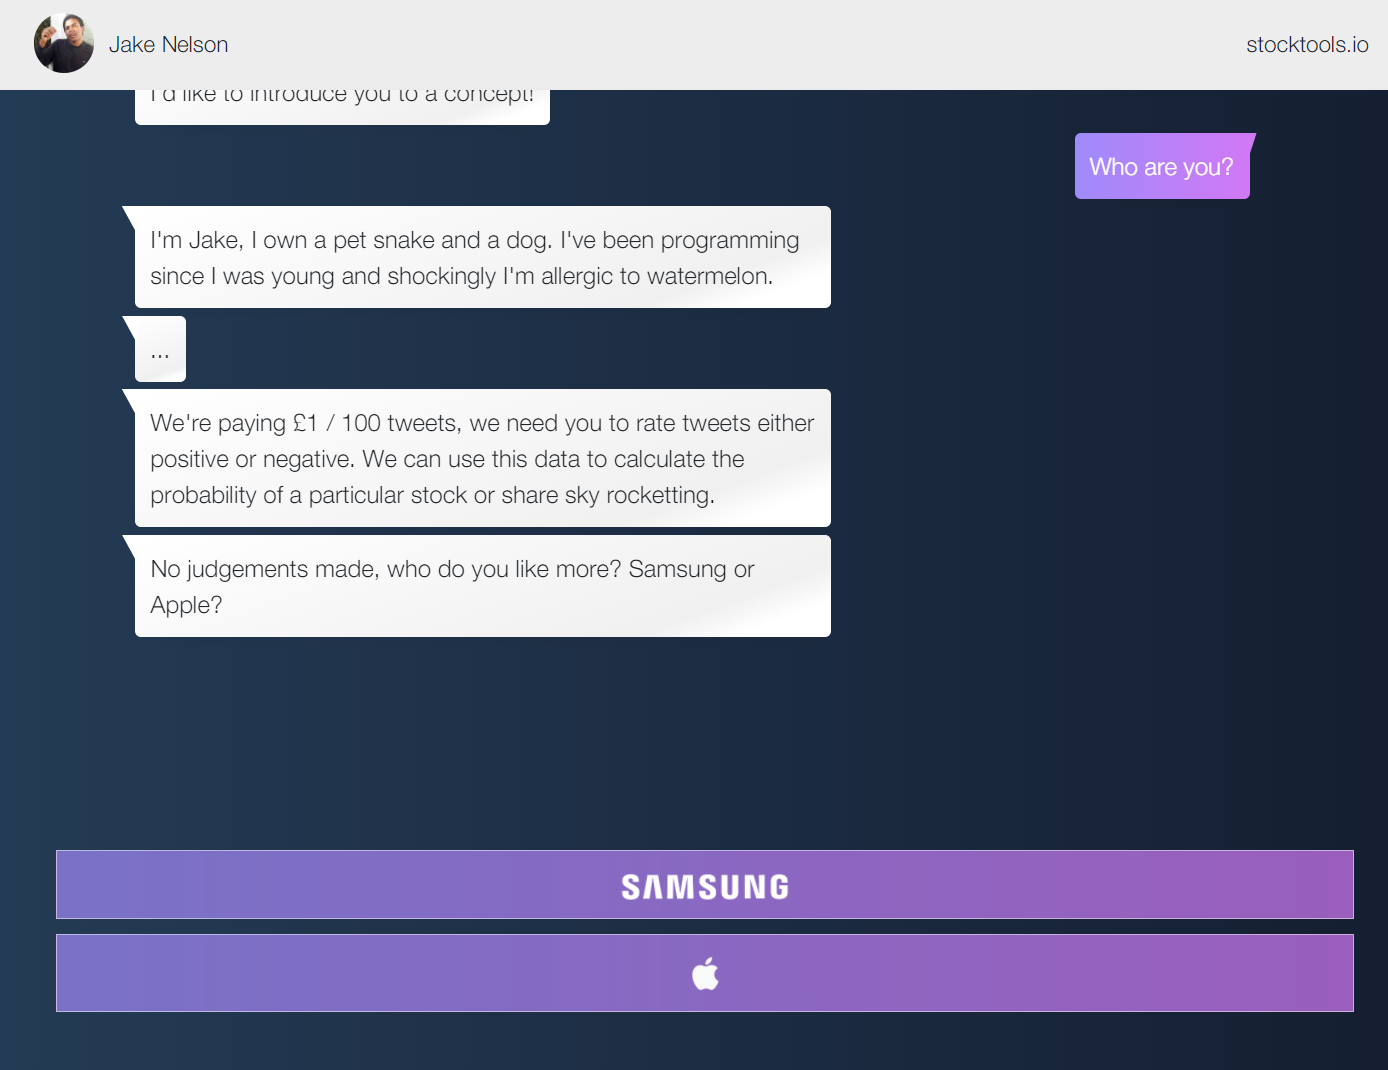 Jake Nelson
stocktools.io
I'd like to introduce you to a concept!
Who are you?
I'm Jake, I own a pet snake and a dog. I've been programming
since I was young and shockingly I'm allergic to watermelon.
...
We're paying £1 / 100 tweets, we need you to rate tweets either
positive or negative. We can use this data to calculate the
probability of a particular stock or share sky rocketting.
No judgements made, who do you like more? Samsung or
Apple?
SAMSUNG